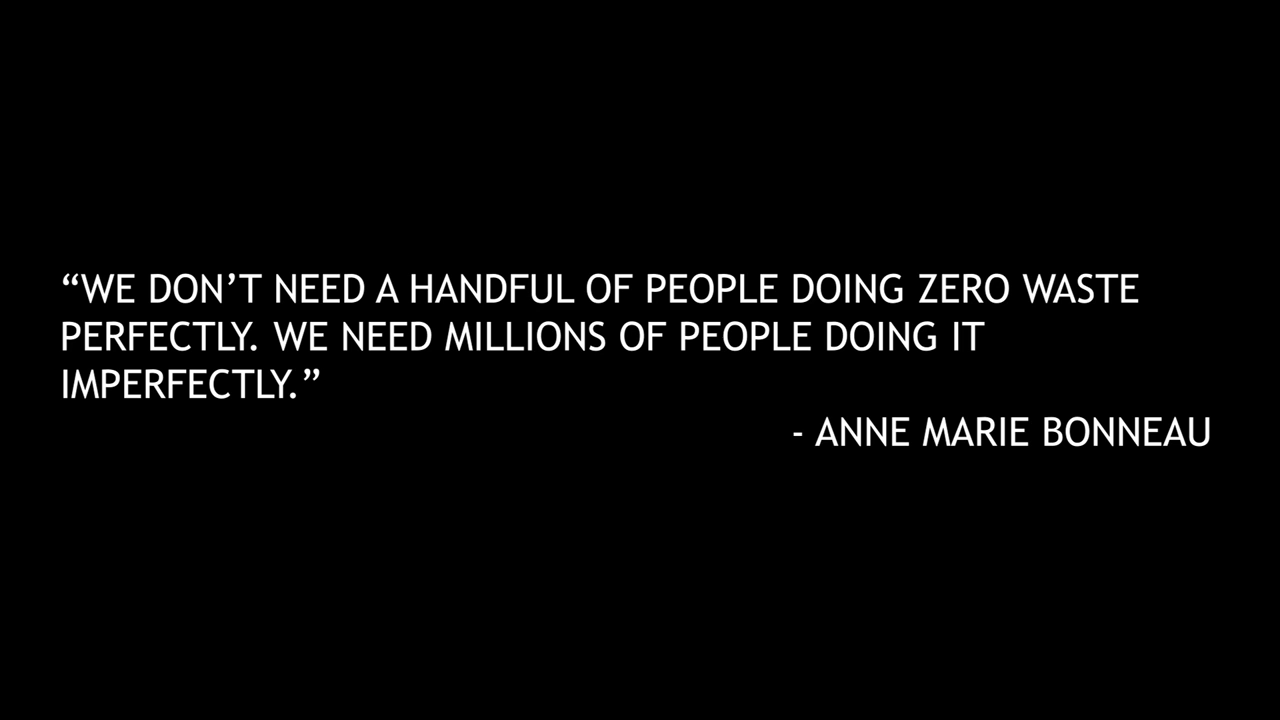 “WE DON’T NEED A HANDFUL OF PEOPLE DOING ZERO WASTE
PERFECTLY. WE NEED MILLIONS OF PEOPLE DOING IT
IMPERFECTLY.”
- ANNE MARIE BONNEAU